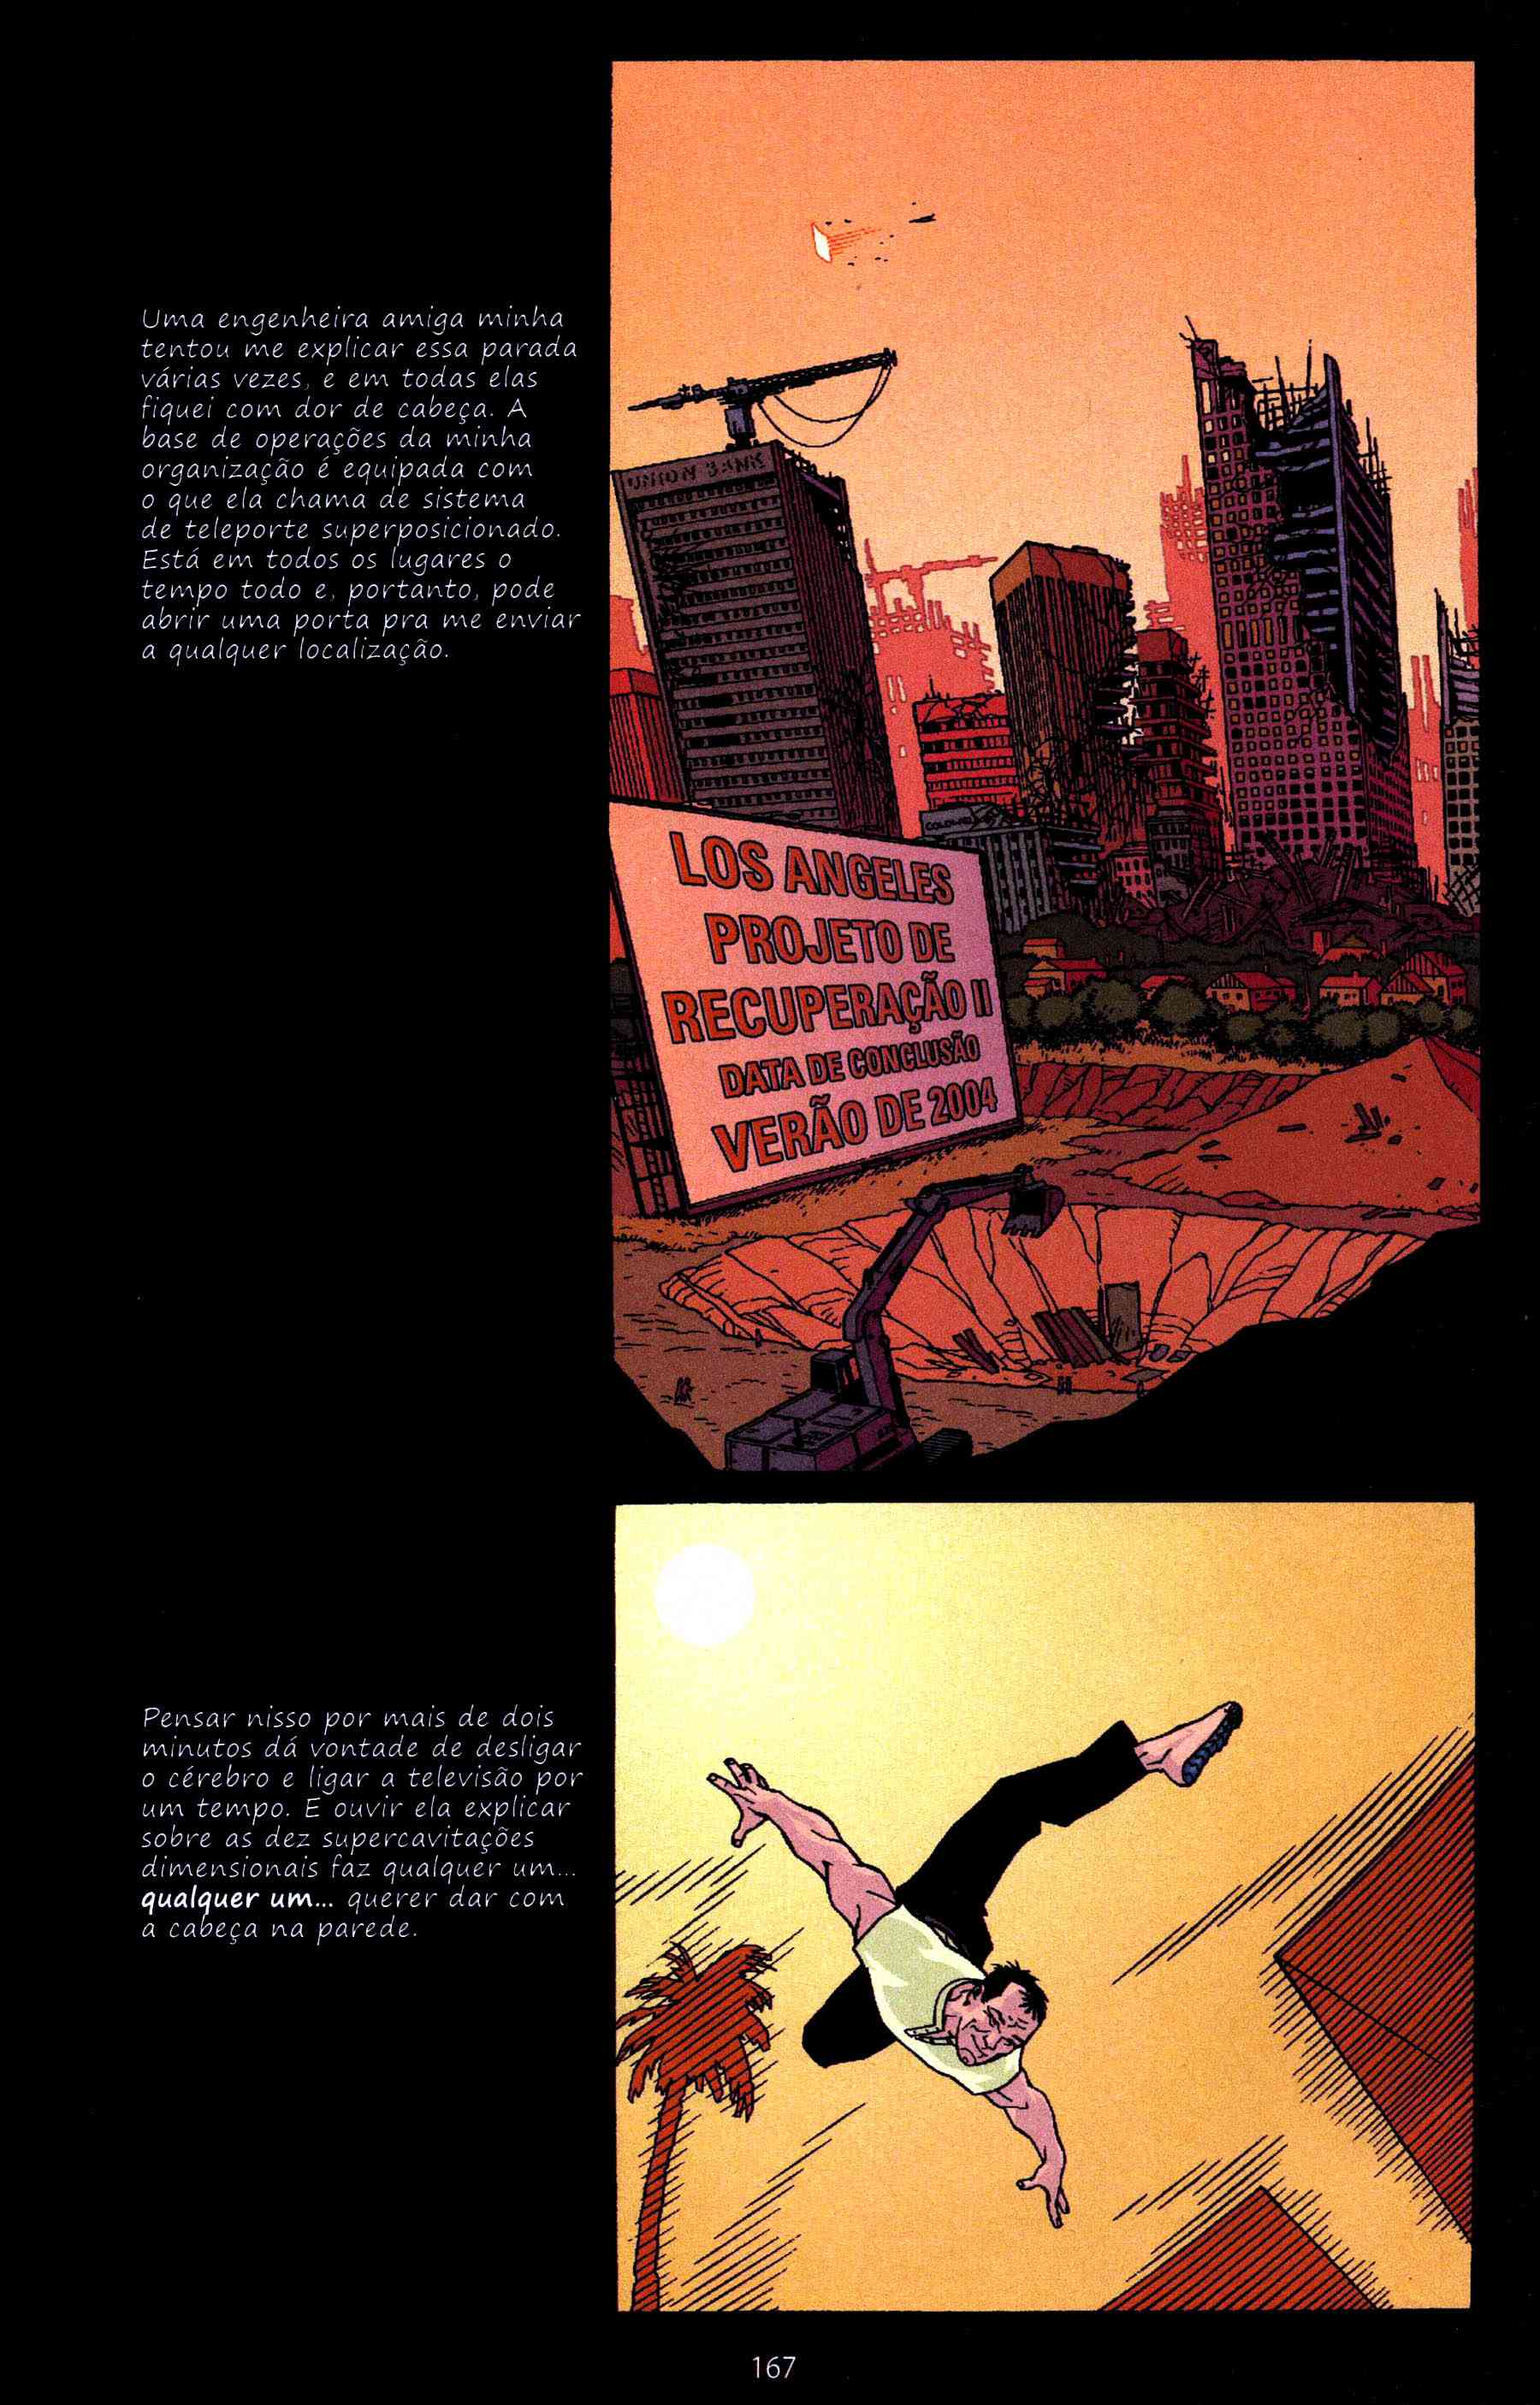 Uma engenheira amiga minha
tentou me explicar essa parada
várias vezes, e em todas elas
fiquei com dor de cabeça. A
base de operações da minha
organização é equipada com
o que ela chama de sistema
de teleporte superposicionado.
Está em todos os lugares o
tempo todo e, portanto, pode
abrir uma porta pra me enviar
a qualquer localização.
UNION BANK
LOS ANGELES
PROJETO DE
RECUPERAÇÃO II
DATA DE CONCLUSÃO
VERÃO DE 2004
Pensar nisso por mais de dois
minutos dá vontade de desligar
o cérebro e ligar a televisão por
um tempo. E ouvir ela explicar
sobre as dez supercavitações
dimensionais faz qualquer um...
qualquer um... querer dar com
a cabeça na parede.
167